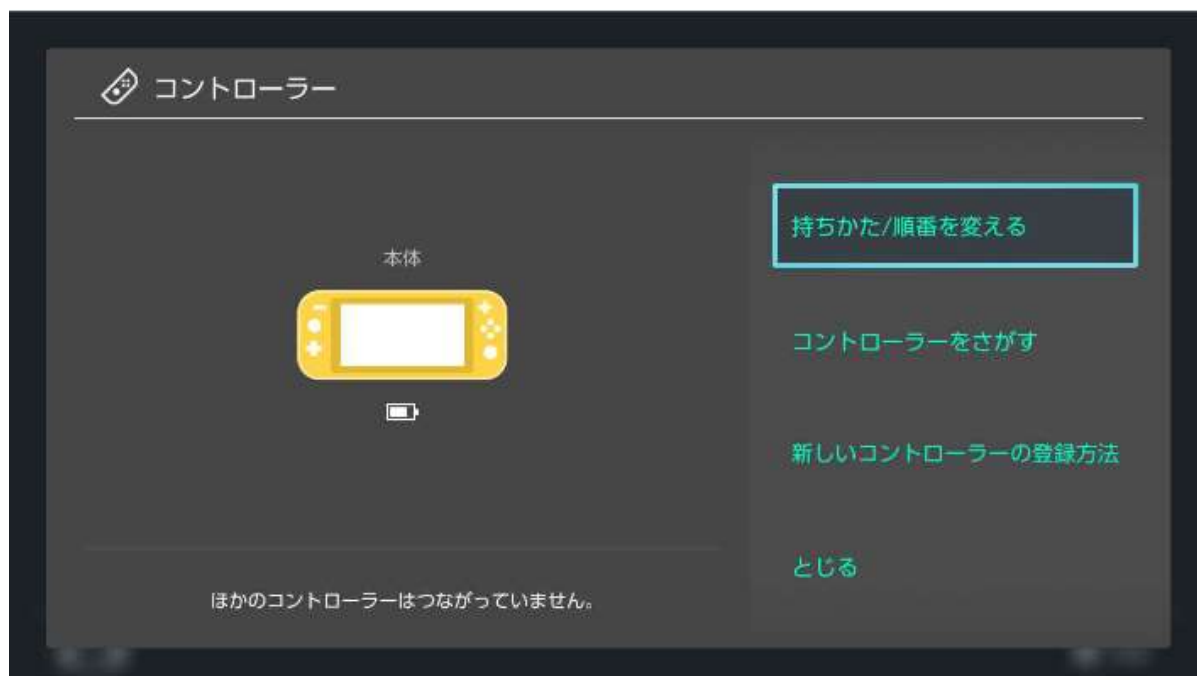 コントローラー
本体
持ちかた/順番を変える
コントローラーをさがす
新しいコントローラーの登録方法
とじる
ほかのコントローラーはつながっていません。